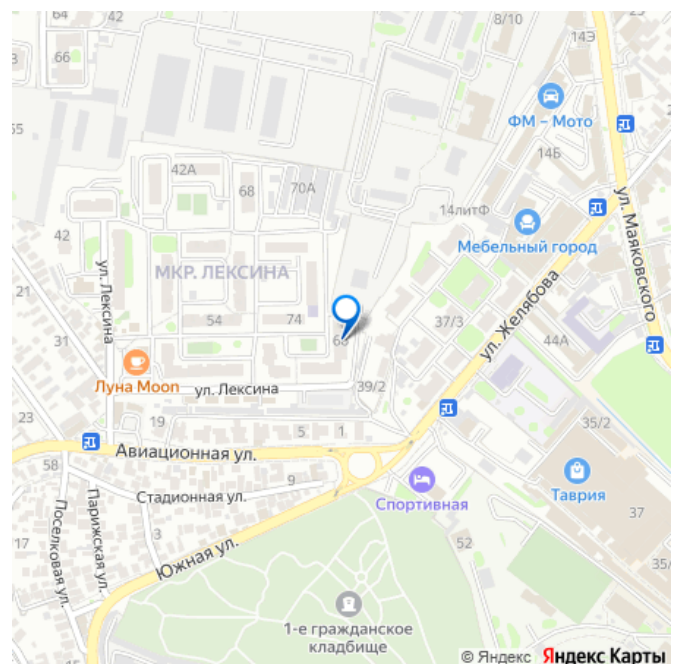 8/10
14Э
66
ФМ – Мото
55
14Б
42А
68
70А
14литФ
ул. Маяковского
42
Мебельный город
МКР. ЛЕКСИНА
ул. Лексина
21
54
74
37/3
ул. Желябова
31
44А
Луна Moon
ул. Лексина
39/2
23
19
5
1
35/2
Авиационная ул.
58
Стадионная ул.
9
Спортивная
Таврия
37
Поселковая ул.
Парижская ул.
17
3
52
Южная ул.
35/
1-е гражданское
кладбище
15
© Яндекс Яндекс Карты